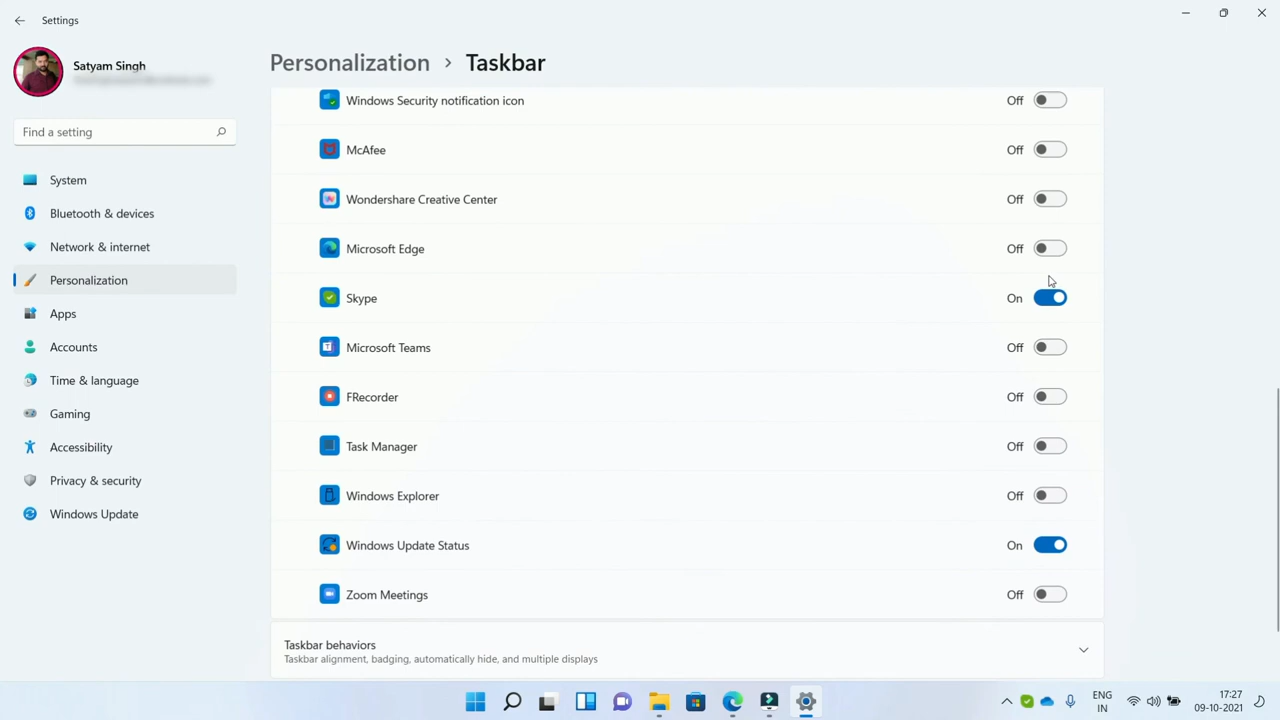 Settings
Satyam Singh
Find a setting
System
Bluetooth & devices
Network & internet
Personalization
Apps
Accounts
Time & language
Gaming
Accessibility
Privacy & security
Windows Update
Personalization > Taskbar
Windows Security notification icon Off
McAfee Off
Wondershare Creative Center Off
Microsoft Edge Off
Skype On
Microsoft Teams Off
FRecorder Off
Task Manager Off
Windows Explorer Off
Windows Update Status On
Zoom Meetings Off
Taskbar behaviors
Taskbar alignment, badging, automatically hide, and multiple displays
ENG
IN
17:27
09-10-2021